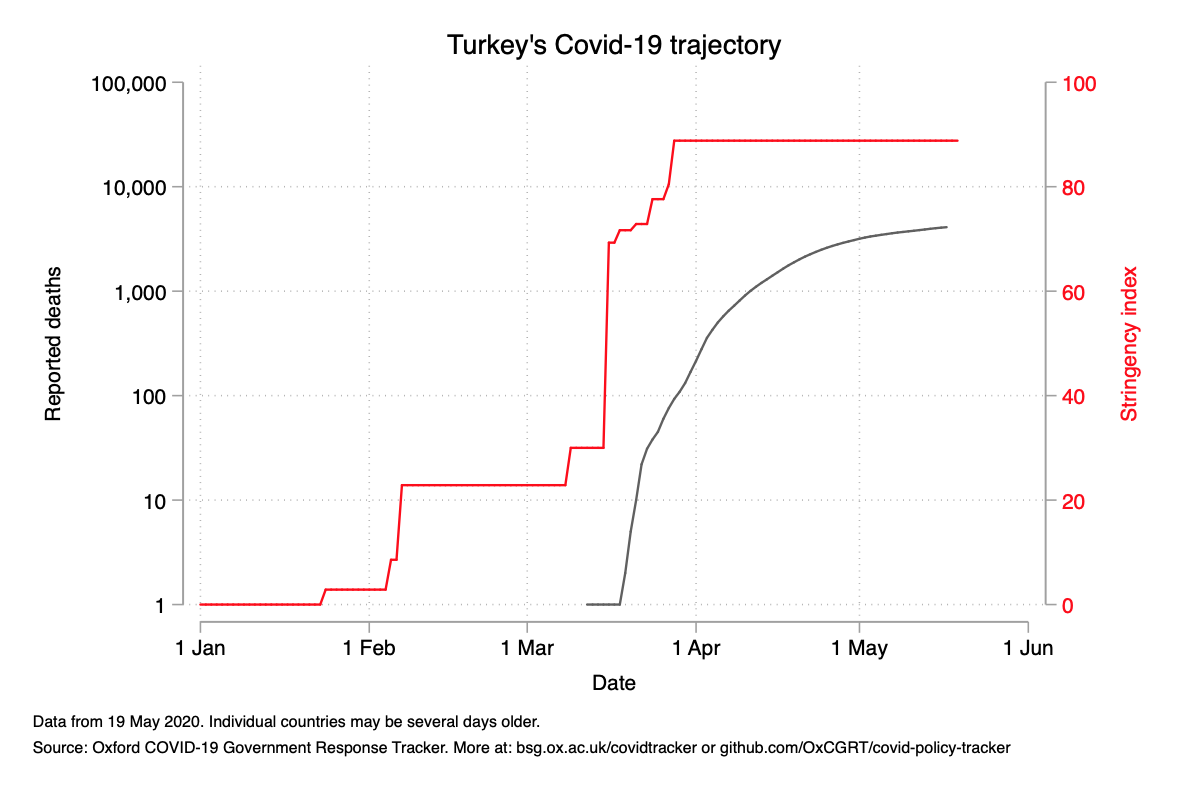 Turkey's Covid-19 trajectory
100,000
10,000
1,000
100
10
1
Reported deaths
100
80
60
40
20
0
Stringency index
1 Jan
1 Feb
1 Mar
1 Apr
1 May
1 Jun
Date
Data from 19 May 2020. Individual countries may be several days older.
Source: Oxford COVID-19 Government Response Tracker. More at: bsg.ox.ac.uk/covidtracker or github.com/OxCGRT/covid-policy-tracker